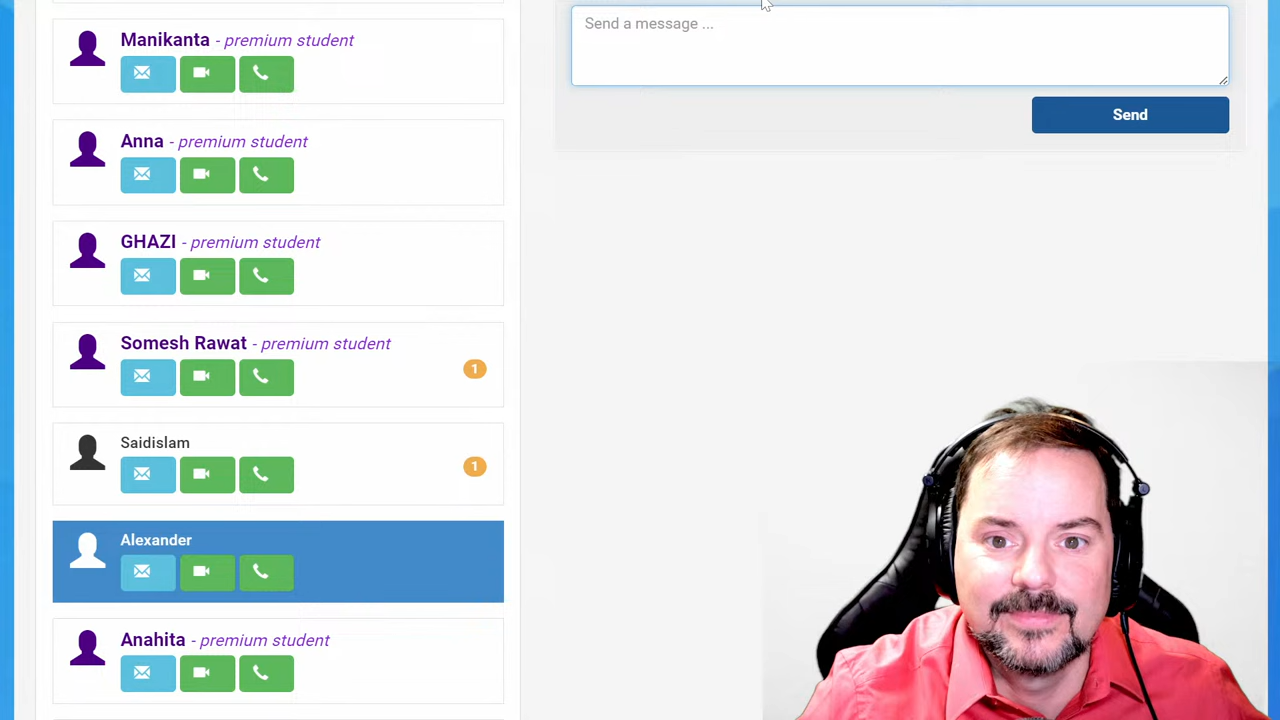 Manikanta - premium student
Anna - premium student
GHAZI - premium student
Somesh Rawat - premium student
1
Saidislam
1
Alexander
Anahita - premium student
Send a message ...
Send